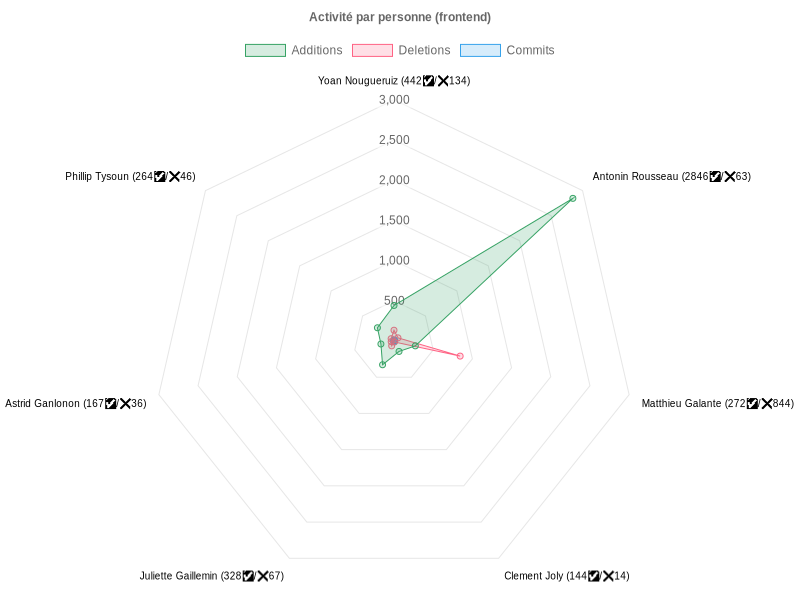 Activité par personne (frontend)
Additions Deletions Commits
Yoan Nougueruiz (442✅/❌134)
3,000
2,500
2,000
1,500
1,000
500
Antonin Rousseau (2846✅/❌63)
Matthieu Galante (272✅/❌844)
Clement Joly (144✅/❌14)
Juliette Gaillemin (328✅/❌67)
Astrid Ganlonon (167✅/❌36)
Phillip Tysoun (264✅/❌46)